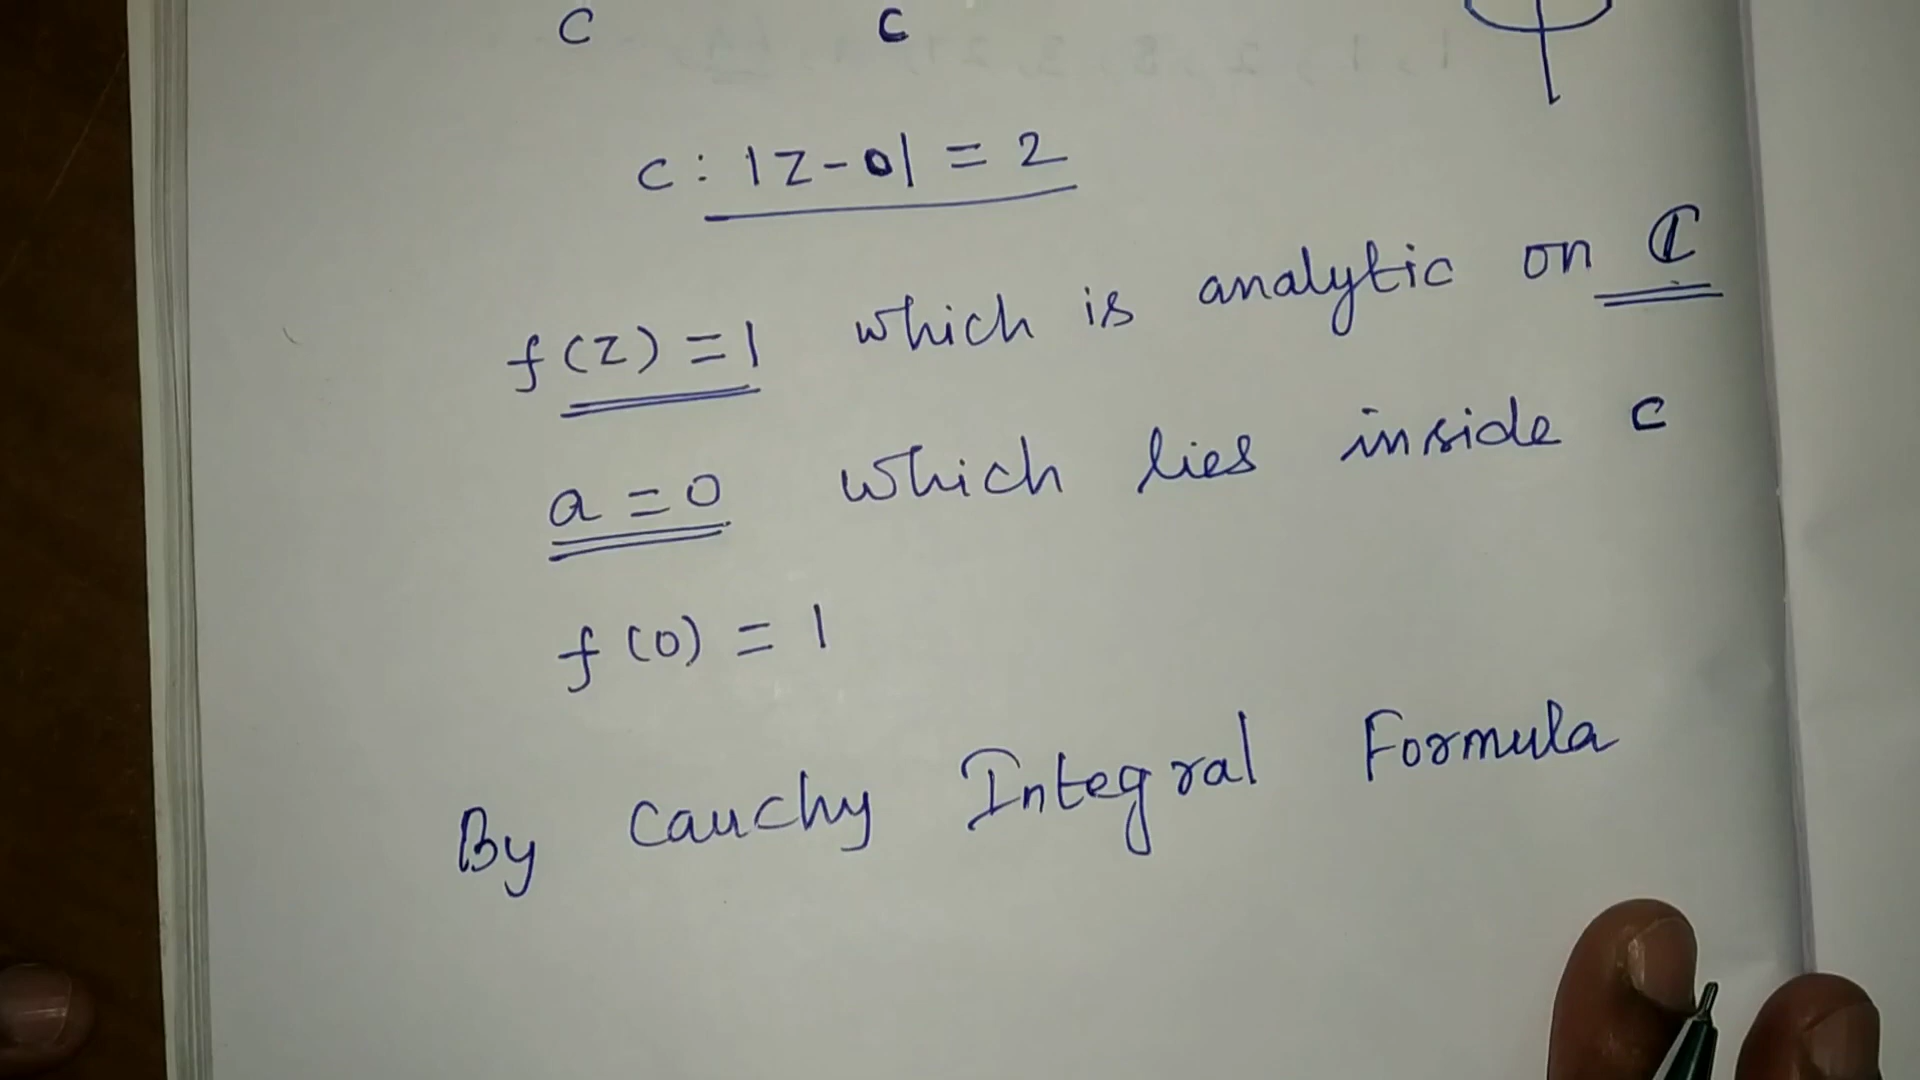 C C
C: |Z-0| = 2
f(z) = 1 which is analytic on ℂ
a = 0 which lies inside C
f(0) = 1
By Cauchy Integral Formula